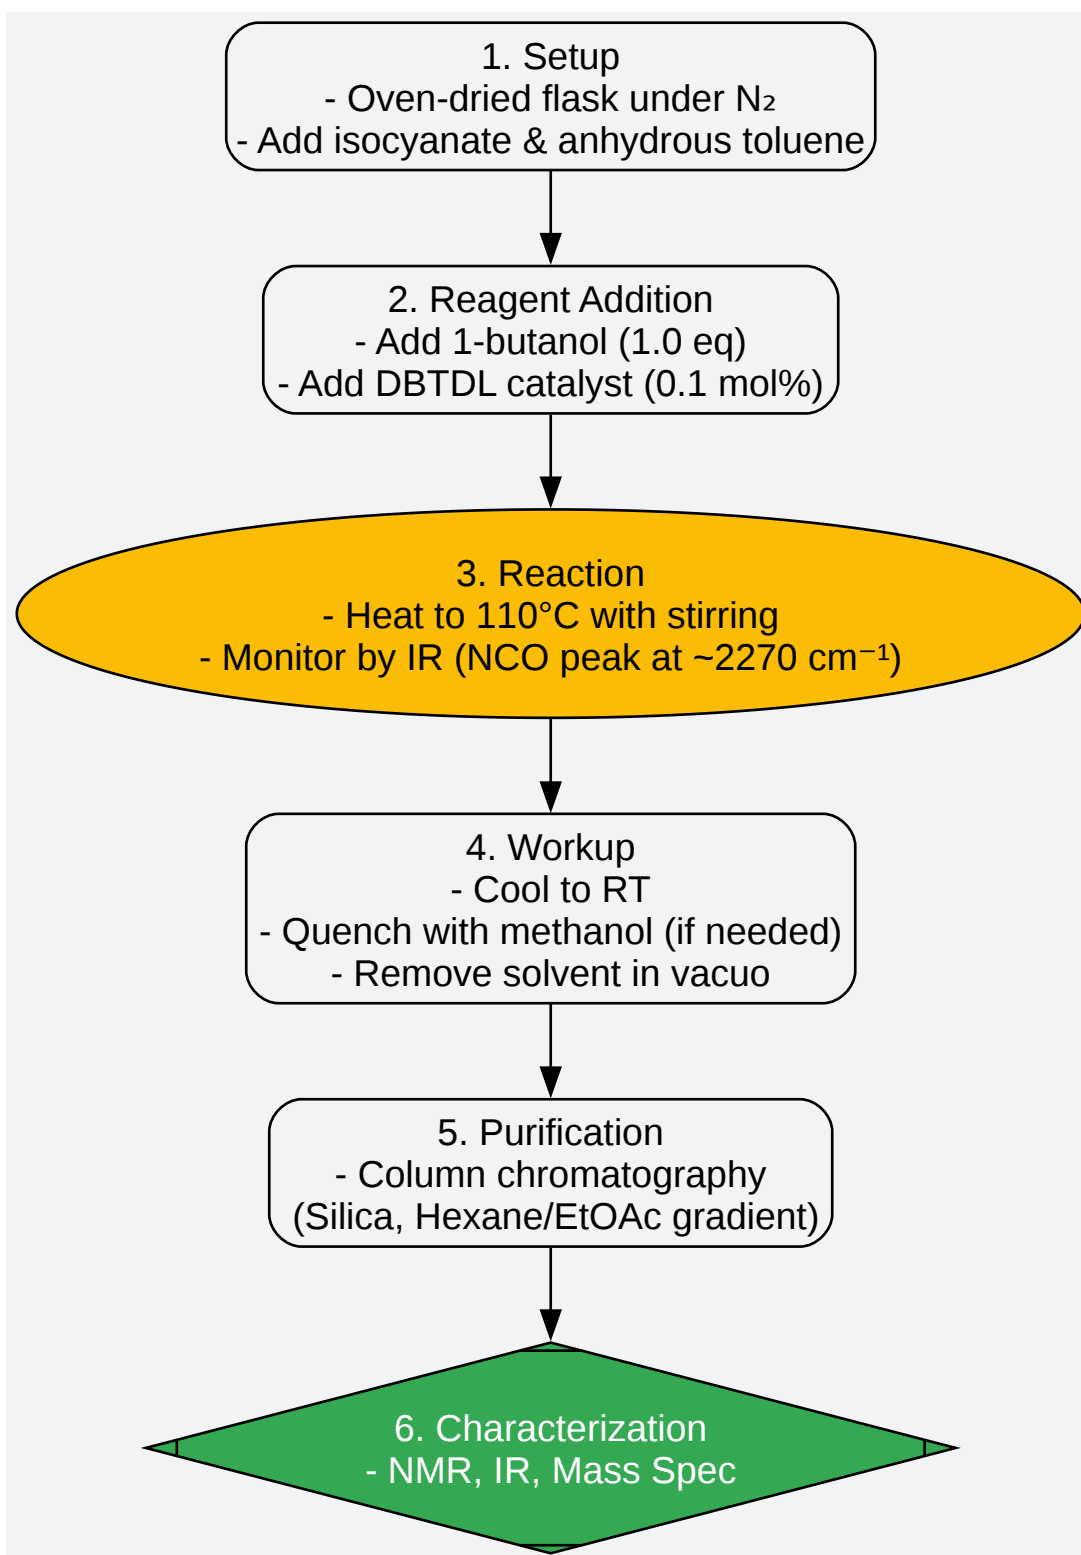 1. Setup
- Oven-dried flask under N₂
- Add isocyanate & anhydrous toluene
2. Reagent Addition
- Add 1-butanol (1.0 eq)
- Add DBTDL catalyst (0.1 mol%)
3. Reaction
- Heat to 110°C with stirring
- Monitor by IR (NCO peak at ~2270 cm⁻¹)
4. Workup
- Cool to RT
- Quench with methanol (if needed)
- Remove solvent in vacuo
5. Purification
- Column chromatography
(Silica, Hexane/EtOAc gradient)
6. Characterization
- NMR, IR, Mass Spec